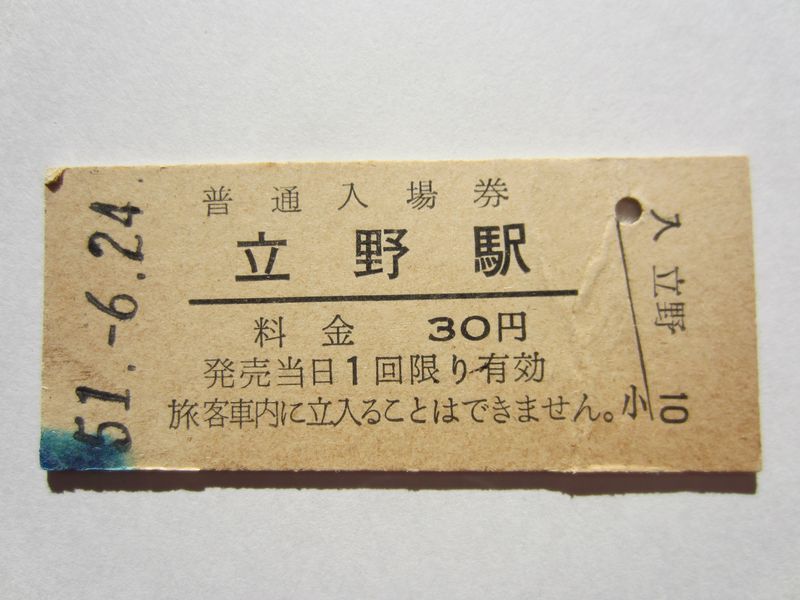 51.-6.24
普通入場券
立野駅
料金 30円
発売当日1回限り有効
旅客車内に立入ることはできません。
小
入 立野
10